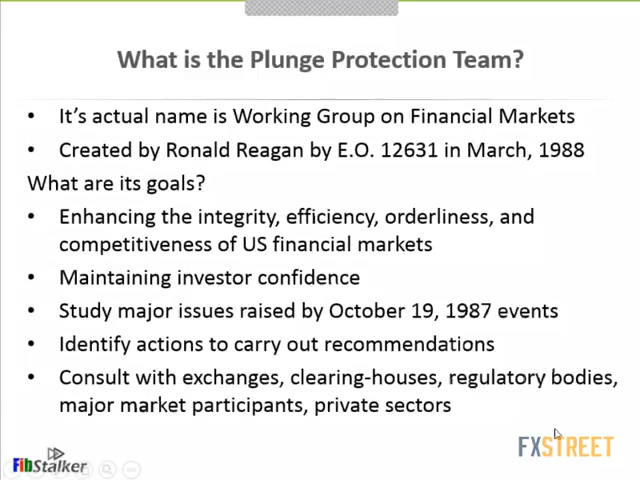 What is the Plunge Protection Team?
• It's actual name is Working Group on Financial Markets
• Created by Ronald Reagan by E.O. 12631 in March, 1988
What are its goals?
• Enhancing the integrity, efficiency, orderliness, and
competitiveness of US financial markets
• Maintaining investor confidence
• Study major issues raised by October 19, 1987 events
• Identify actions to carry out recommendations
• Consult with exchanges, clearing-houses, regulatory bodies,
major market participants, private sectors
FXSTREET
FibStalker